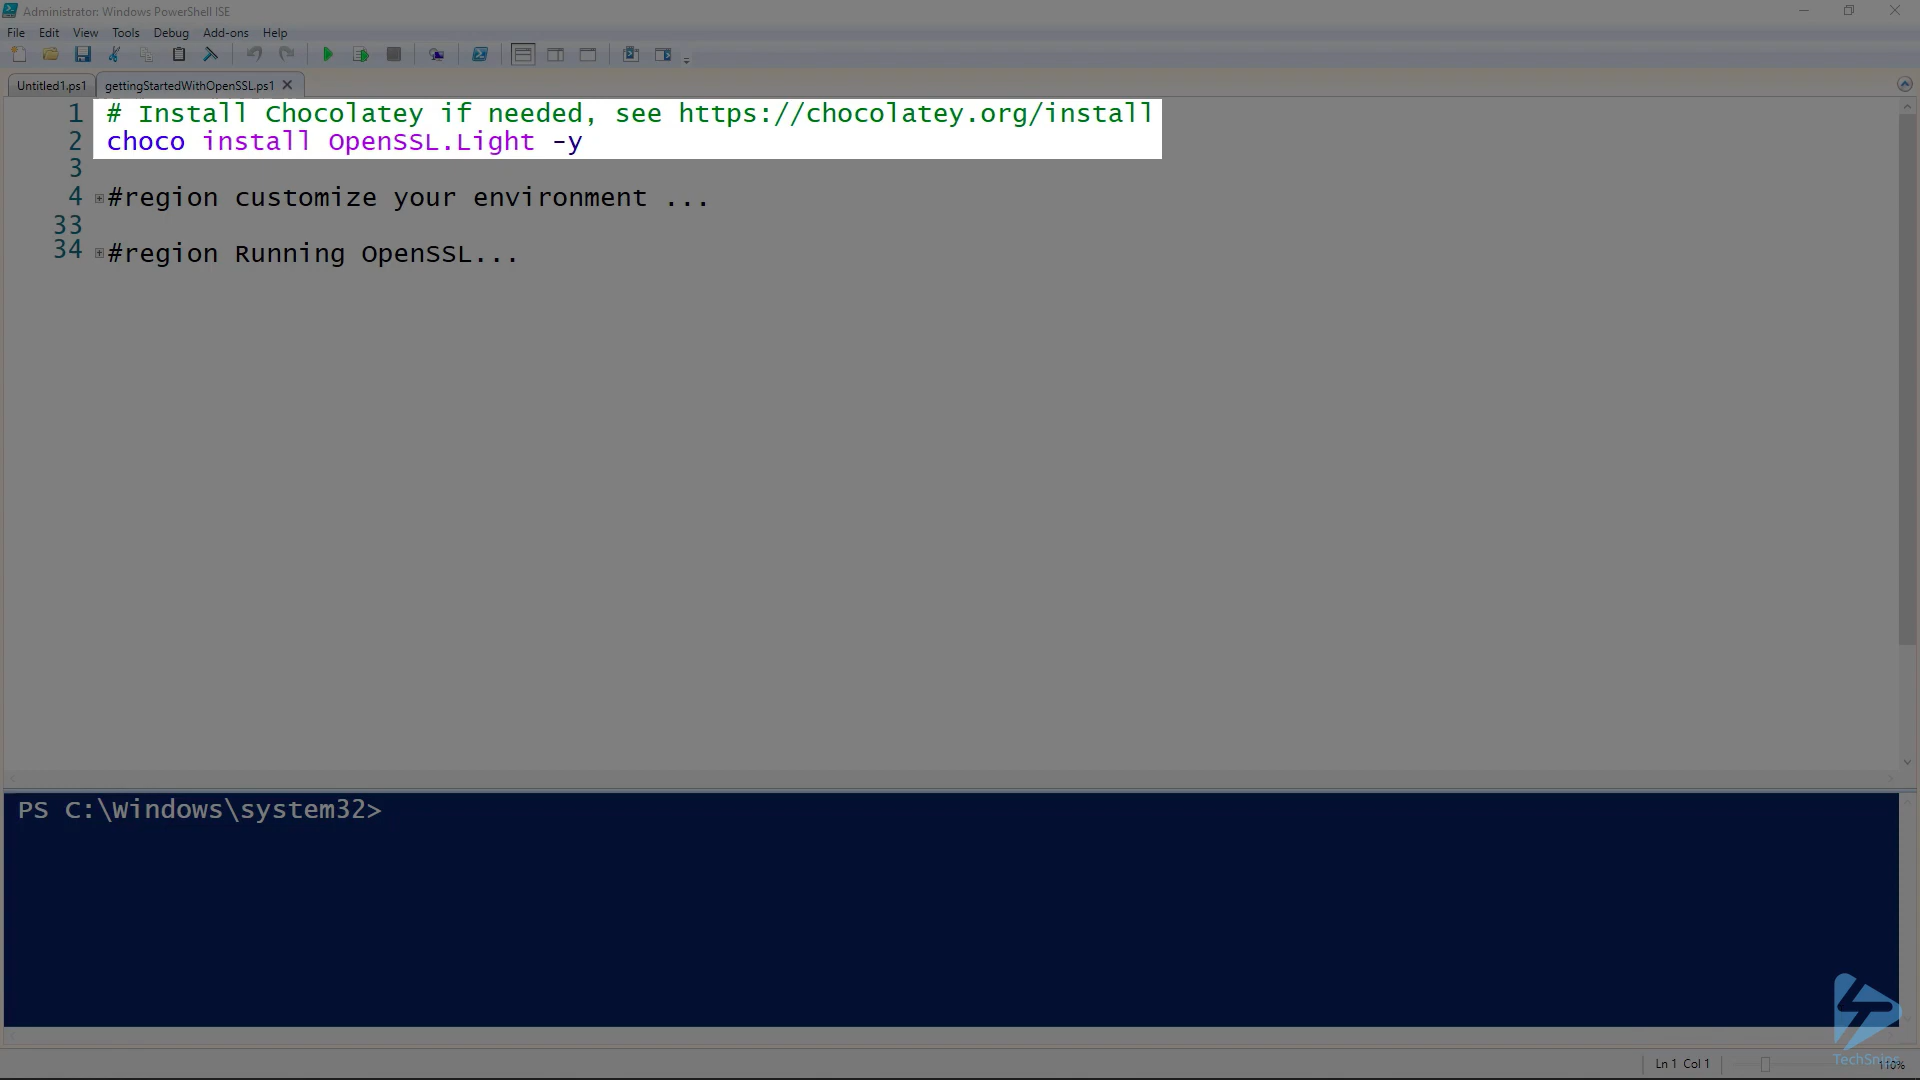 Administrator: Windows PowerShell ISE
File Edit View Tools Debug Add-ons Help
Untitled1.ps1 gettingStartedWithOpenSSL.ps1
1 # Install Chocolatey if needed, see https://chocolatey.org/install
2 choco install OpenSSL.Light -y
3
4 #region customize your environment ...
33
34 #region Running OpenSSL...
PS C:\Windows\system32>
TechSnips
Ln 1 Col 1 110%